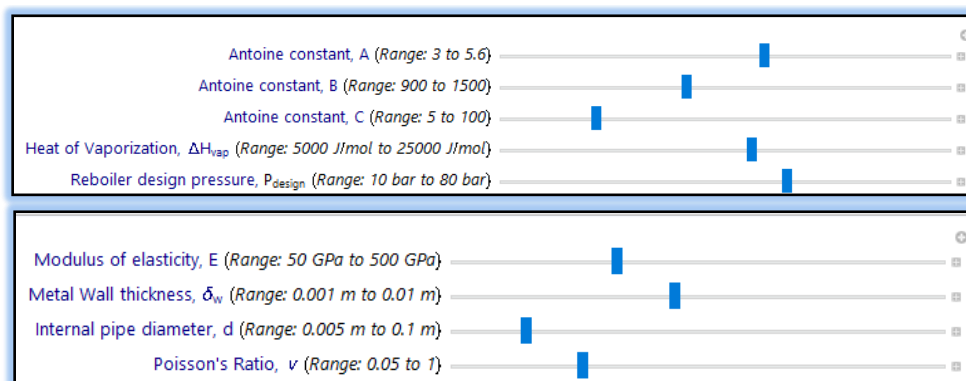 Antoine constant, A (Range: 3 to 5.6}
Antoine constant, B (Range: 900 to 1500}
Antoine constant, C (Range: 5 to 100}
Heat of Vaporization, ΔHvap (Range: 5000 J/mol to 25000 J/mol}
Reboiler design pressure, Pdesign (Range: 10 bar to 80 bar}
Modulus of elasticity, E (Range: 50 GPa to 500 GPa}
Metal Wall thickness, δw (Range: 0.001 m to 0.01 m}
Internal pipe diameter, d (Range: 0.005 m to 0.1 m}
Poisson's Ratio, ν (Range: 0.05 to 1}